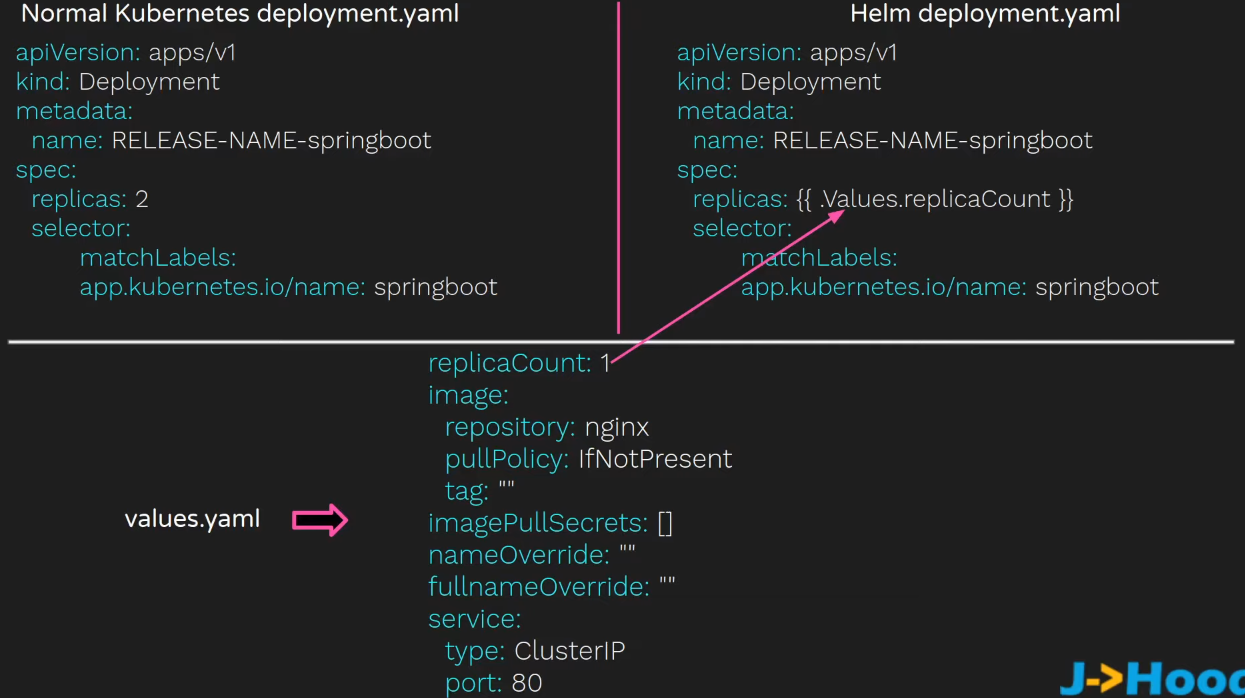 Normal Kubernetes deployment.yaml
apiVersion: apps/v1
kind: Deployment
metadata:
name: RELEASE-NAME-springboot
spec:
replicas: 2
selector:
matchLabels:
app.kubernetes.io/name: springboot
Helm deployment.yaml
apiVersion: apps/v1
kind: Deployment
metadata:
name: RELEASE-NAME-springboot
spec:
replicas: {{ .Values.replicaCount }}
selector:
matchLabels:
app.kubernetes.io/name: springboot
values.yaml
replicaCount: 1
image:
repository: nginx
pullPolicy: IfNotPresent
tag: ""
imagePullSecrets: []
nameOverride: ""
fullnameOverride: ""
service:
type: ClusterIP
port: 80
J->Hooq